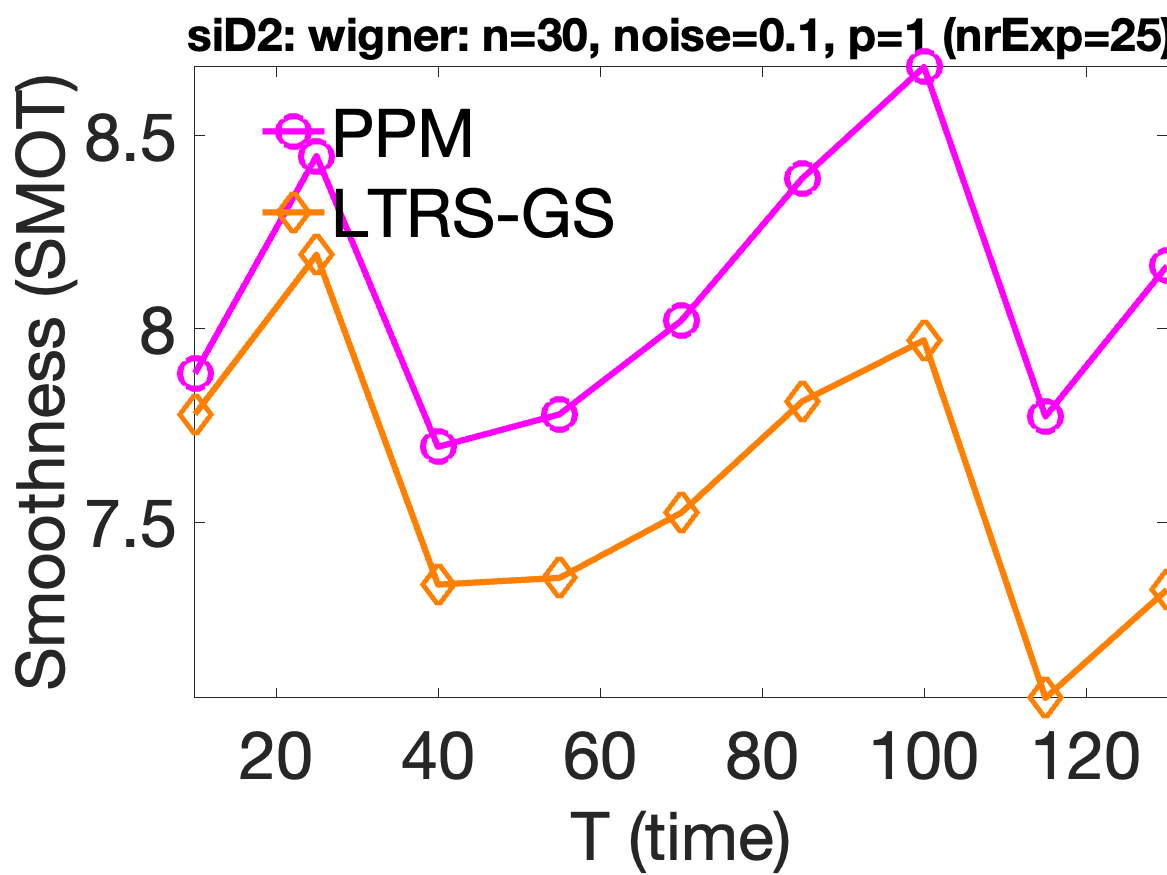 siD2: wigner: n=30, noise=0.1, p=1 (nrExp=25)
Smoothness (SMOT)
8.5
8
7.5
PPM
LTRS-GS
20 40 60 80 100 120
T (time)